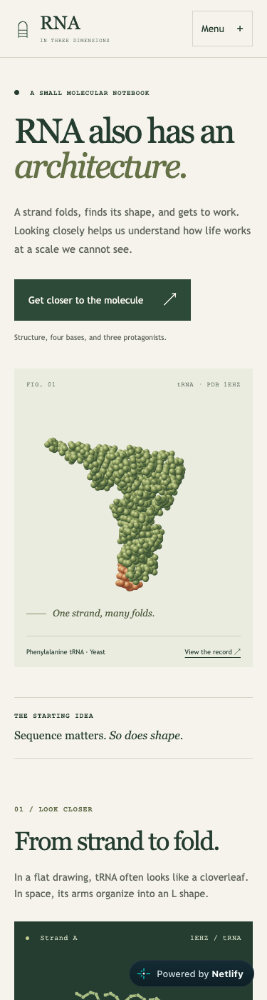 RNA
IN THREE DIMENSIONS
Menu +
A SMALL MOLECULAR NOTEBOOK
RNA also has an
architecture.
A strand folds, finds its shape, and gets to work.
Looking closely helps us understand how life works
at a scale we cannot see.
Get closer to the molecule ↗
Structure, four bases, and three protagonists.
FIG. 01
tRNA · PDB 1EHZ
One strand, many folds.
Phenylalanine tRNA · Yeast
View the record ↗
THE STARTING IDEA
Sequence matters. So does shape.
01 / LOOK CLOSER
From strand to fold.
In a flat drawing, tRNA often looks like a cloverleaf.
In space, its arms organize into an L shape.
Strand A
1EHZ / tRNA
Powered by Netlify